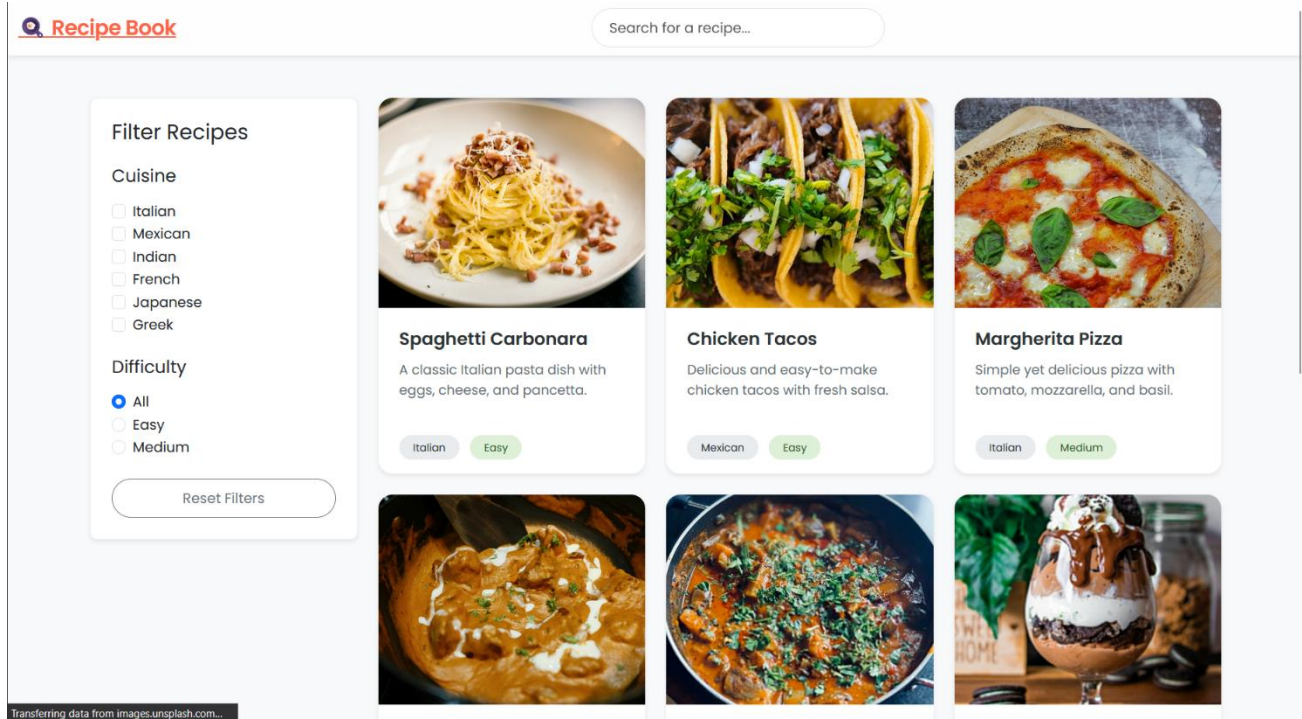 Recipe Book
Search for a recipe...
Filter Recipes
Cuisine
Italian
Mexican
Indian
French
Japanese
Greek
Difficulty
All
Easy
Medium
Reset Filters
Spaghetti Carbonara
A classic Italian pasta dish with
eggs, cheese, and pancetta.
Italian Easy
Chicken Tacos
Delicious and easy-to-make
chicken tacos with fresh salsa.
Mexican Easy
Margherita Pizza
Simple yet delicious pizza with
tomato, mozzarella, and basil.
Italian Medium
SWEET
HOME
Transferring data from images.unsplash.com...